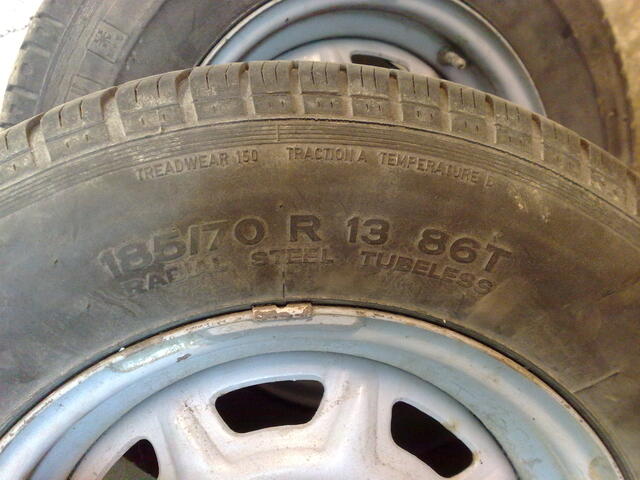 TREADWEAR 150 TRACTION A TEMPERATURE
185/70 R 13 86T
RADIAL STEEL TUBELESS